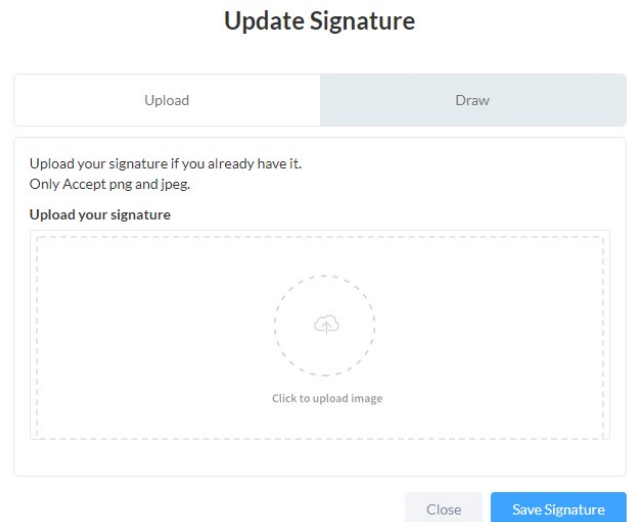 Update Signature
Upload
Draw
Upload your signature if you already have it.
Only Accept png and jpeg.
Upload your signature
Click to upload image
Close
Save Signature